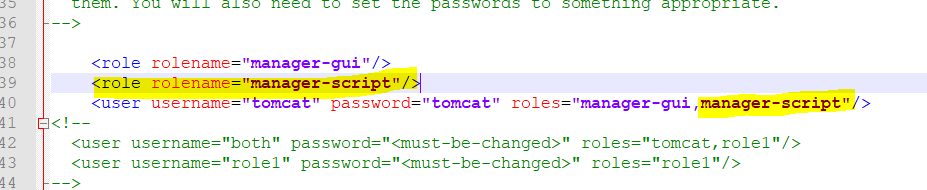 35 them. You will also need to set the passwords to something appropriate.
36 -->
37
38 <role rolename="manager-gui"/>
39 <role rolename="manager-script"/>
40 <user username="tomcat" password="tomcat" roles="manager-gui,manager-script"/>
41 <!--
42 <user username="both" password="<must-be-changed>" roles="tomcat,role1"/>
43 <user username="role1" password="<must-be-changed>" roles="role1"/>
44 -->